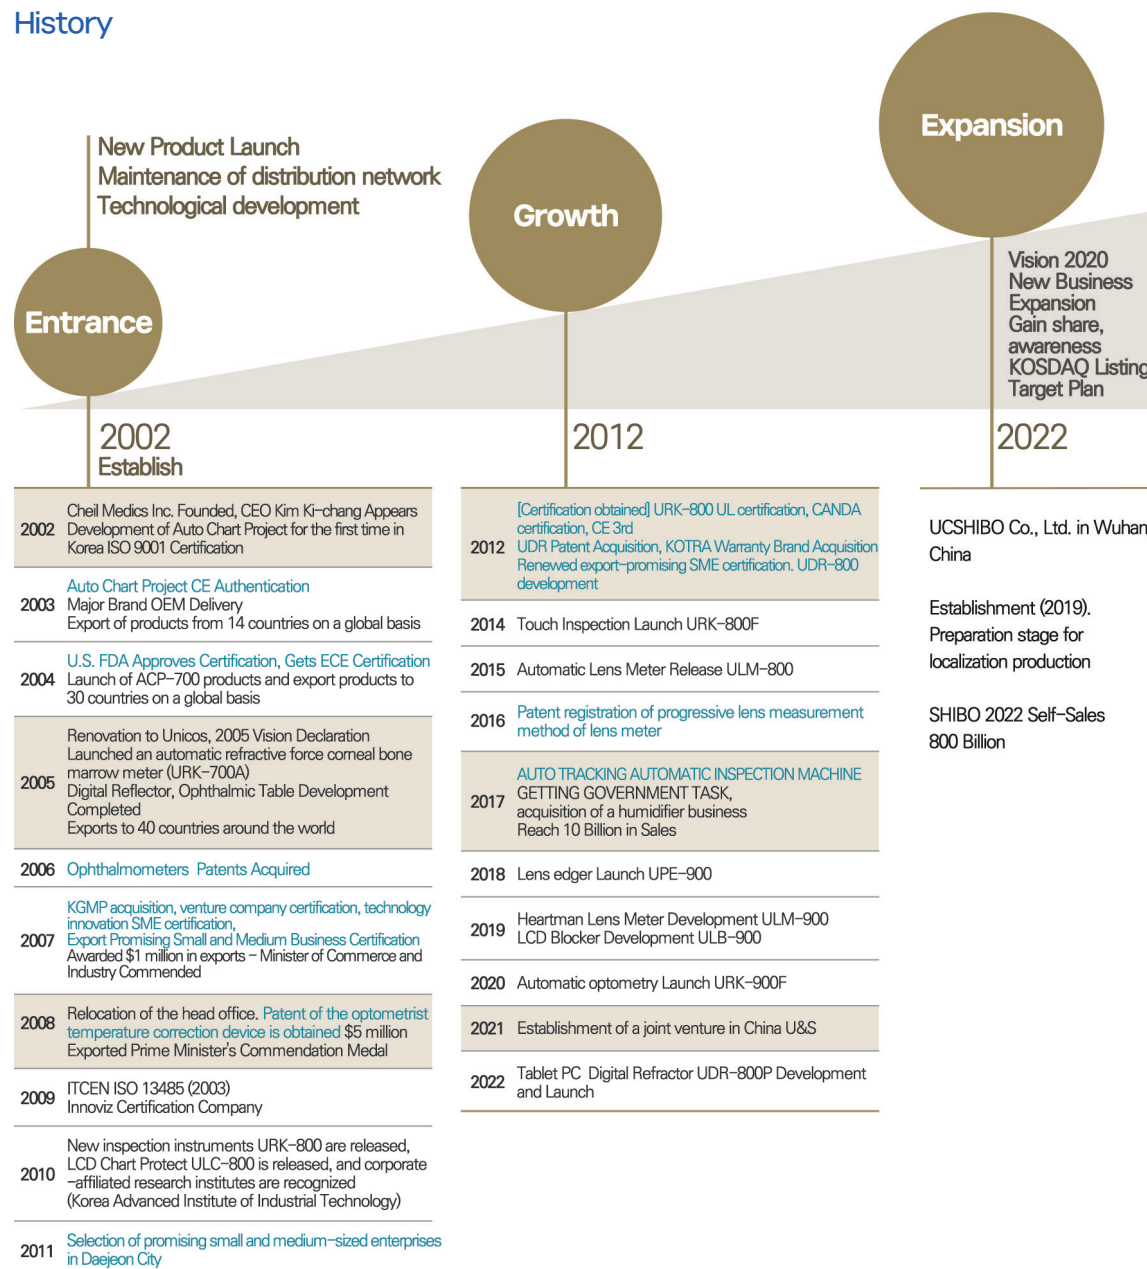 History
New Product Launch
Maintenance of distribution network
Technological development
Entrance
Growth
Expansion
Vision 2020
New Business
Expansion
Gain share,
awareness
KOSDAQ Listing
Target Plan
2002
Establish
2012
2022
2002
Cheil Medics Inc. Founded, CEO Kim Ki-chang Appears
Development of Auto Chart Project for the first time in
Korea ISO 9001 Certification
2003
Auto Chart Project CE Authentication
Major Brand OEM Delivery
Export of products from 14 countries on a global basis
2004
U.S. FDA Approves Certification, Gets ECE Certification
Launch of ACP-700 products and export products to
30 countries on a global basis
2005
Renovation to Unicos, 2005 Vision Declaration
Launched an automatic refractive force corneal bone
marrow meter (URK-700A)
Digital Reflector, Ophthalmic Table Development
Completed
Exports to 40 countries around the world
2006
Ophthalmometers Patents Acquired
2007
KGMP acquisition, venture company certification, technology
innovation SME certification,
Export Promising Small and Medium Business Certification
Awarded $1 million in exports - Minister of Commerce and
Industry Commended
2008
Relocation of the head office. Patent of the optometrist
temperature correction device is obtained $5 million
Exported Prime Minister's Commendation Medal
2009
ITCEN ISO 13485 (2003)
Innoviz Certification Company
2010
New inspection instruments URK-800 are released,
LCD Chart Protect ULC-800 is released, and corporate
-affiliated research institutes are recognized
(Korea Advanced Institute of Industrial Technology)
2011
Selection of promising small and medium-sized enterprises
in Daejeon City
2012
[Certification obtained] URK-800 UL certification, CANDA
certification, CE 3rd
UDR Patent Acquisition, KOTRA Warranty Brand Acquisition
Renewed export-promising SME certification. UDR-800
development
2014
Touch Inspection Launch URK-800F
2015
Automatic Lens Meter Release ULM-800
2016
Patent registration of progressive lens measurement
method of lens meter
2017
AUTO TRACKING AUTOMATIC INSPECTION MACHINE
GETTING GOVERNMENT TASK,
acquisition of a humidifier business
Reach 10 Billion in Sales
2018
Lens edger Launch UPE-900
2019
Heartman Lens Meter Development ULM-900
LCD Blocker Development ULB-900
2020
Automatic optometry Launch URK-900F
2021
Establishment of a joint venture in China U&S
2022
Tablet PC Digital Refractor UDR-800P Development
and Launch
UCSHIBO Co., Ltd. in Wuhan
China
Establishment (2019).
Preparation stage for
localization production
SHIBO 2022 Self-Sales
800 Billion